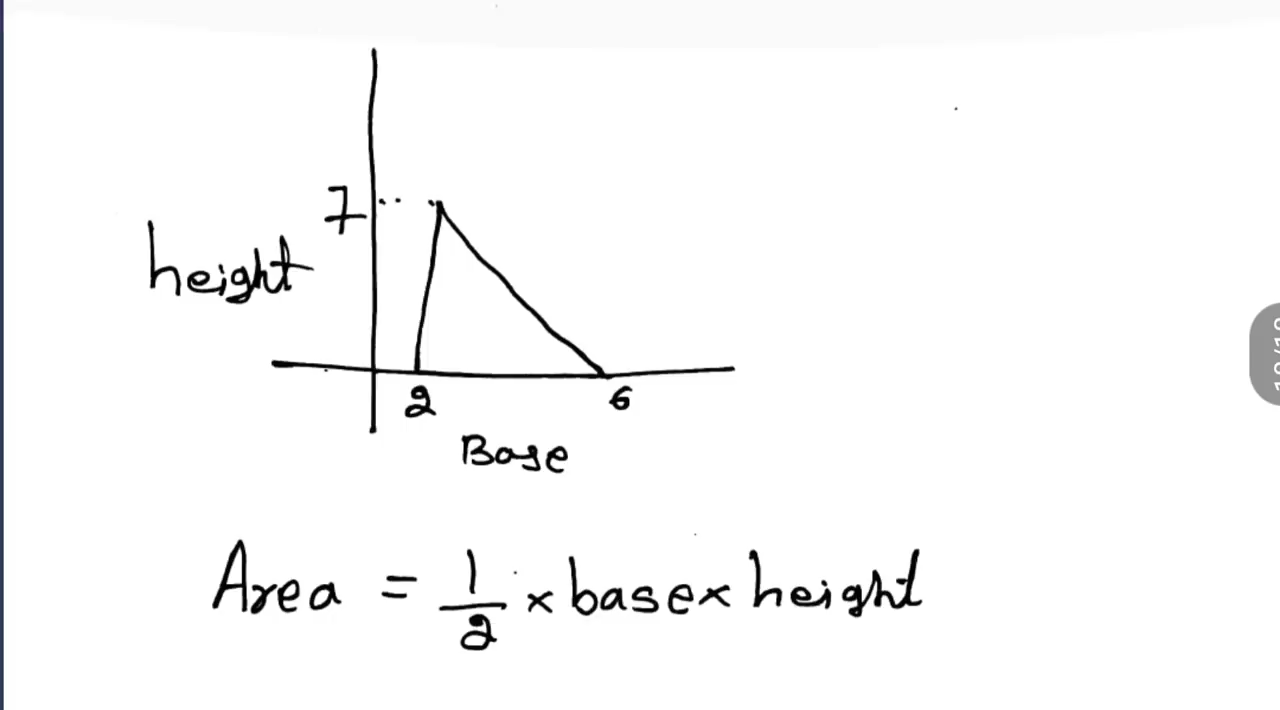 7
height
2 6
Base
Area = 1/2 × base × height